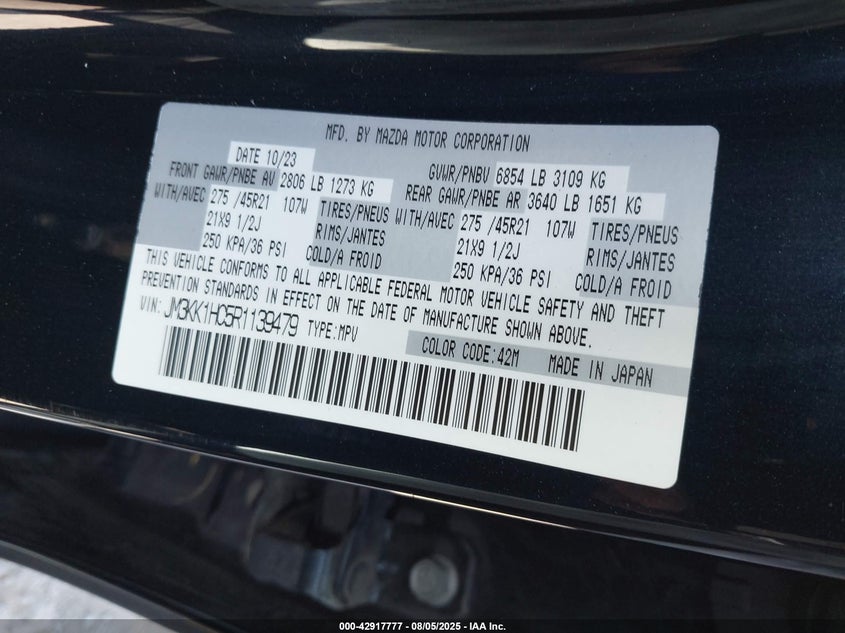 MFD. BY MAZDA MOTOR CORPORATION
DATE 10/23
GVWR/PNBV 6854 LB 3109 KG
FRONT GAWR/PNBE AV 2806 LB 1273 KG
REAR GAWR/PNBE AR 3640 LB 1651 KG
WITH/AVEC 275 /45R21 107W TIRES/PNEUS
21X9 1/2J RIMS/JANTES
250 KPA/36 PSI COLD/A FROID
WITH/AVEC 275 /45R21 107W TIRES/PNEUS
21X9 1/2J RIMS/JANTES
250 KPA/36 PSI COLD/A FROID
THIS VEHICLE CONFORMS TO ALL APPLICABLE FEDERAL MOTOR VEHICLE SAFETY AND THEFT
PREVENTION STANDARDS IN EFFECT ON THE DATE OF MANUFACTURE SHOWN ABOVE.
VIN: JM3KK1HC5R1139479 TYPE:MPV
COLOR CODE:42M MADE IN JAPAN
000-42917777 - 08/05/2025 - IAA Inc.